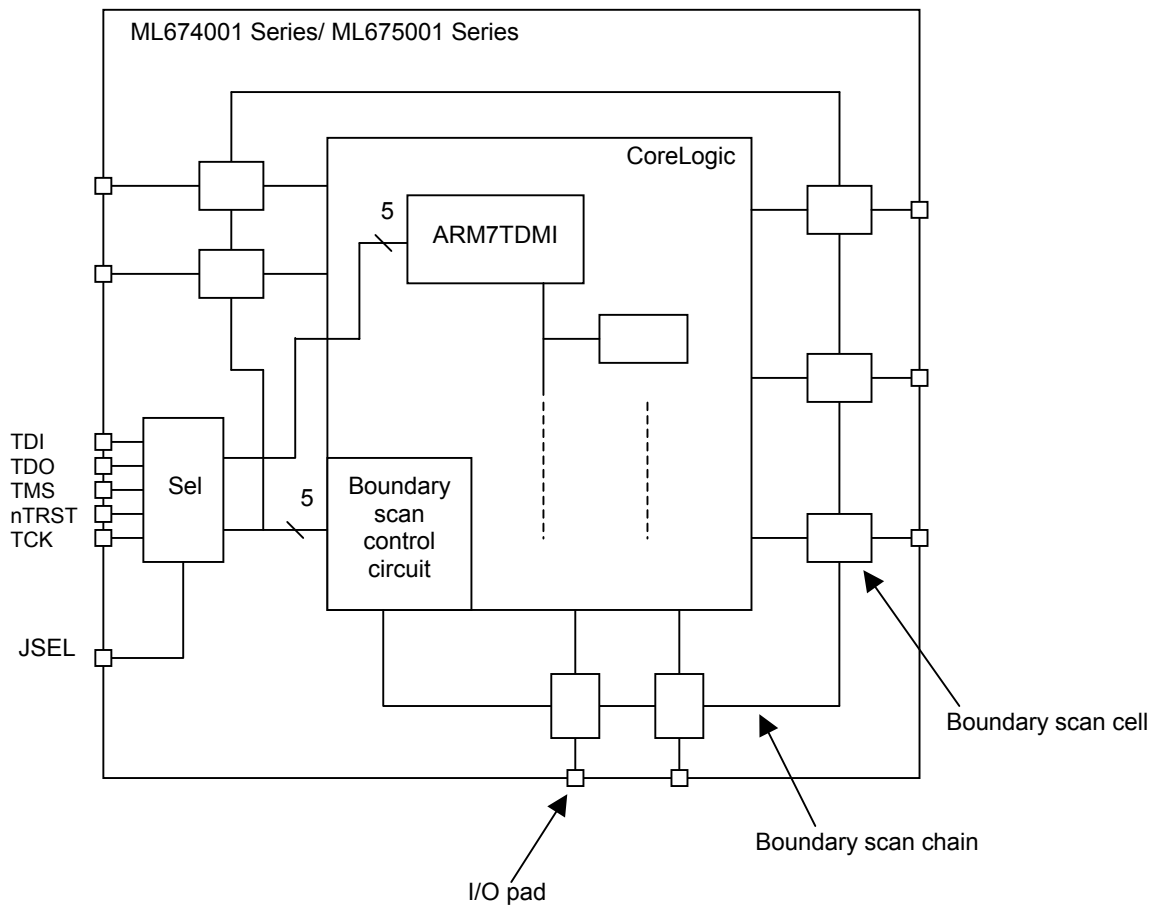 ML674001 Series/ ML675001 Series
CoreLogic
5
ARM7TDMI
TDI
TDO
TMS
nTRST
TCK
Sel
5
Boundary
scan
control
circuit
JSEL
Boundary scan cell
Boundary scan chain
I/O pad